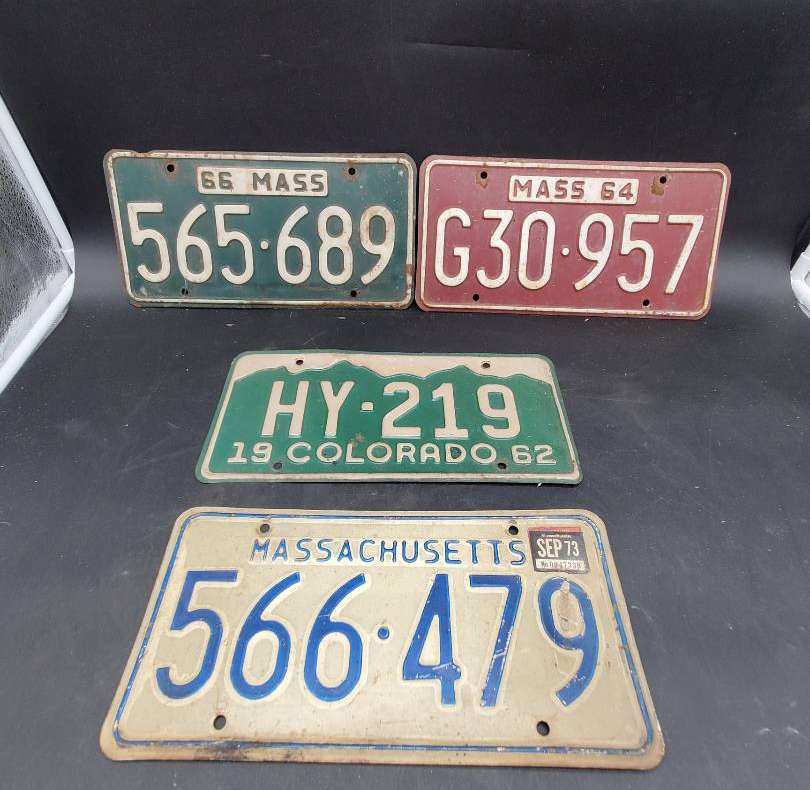 66 MASS
565·689
MASS 64
G30·957
HY·219
19 COLORADO 62
MASSACHUSETTS
SEP 73
566·479